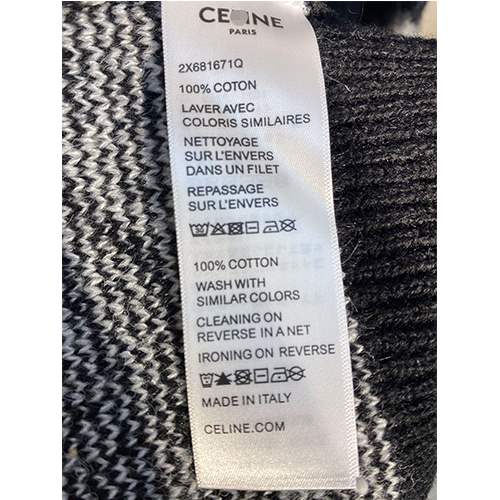 CELINE
PARIS
2X681671Q
100% COTON
LAVER AVEC
COLORIS SIMILAIRES
NETTOYAGE
SUR L'ENVERS
DANS UN FILET
REPASSAGE
SUR L'ENVERS
100% COTTON
WASH WITH
SIMILAR COLORS
CLEANING ON
REVERSE IN A NET
IRONING ON REVERSE
MADE IN ITALY
CELINE.COM